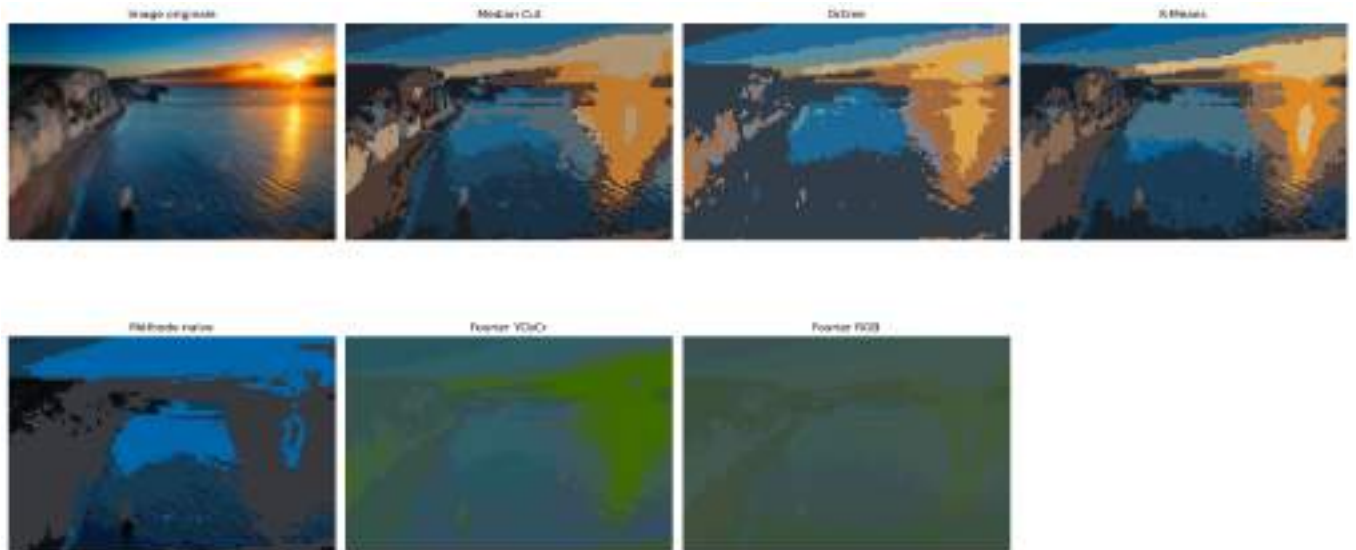 Image originale
Median Cut
Octree
K-Means
Méthode naïve
Fourier YCbCr
Fourier RGB